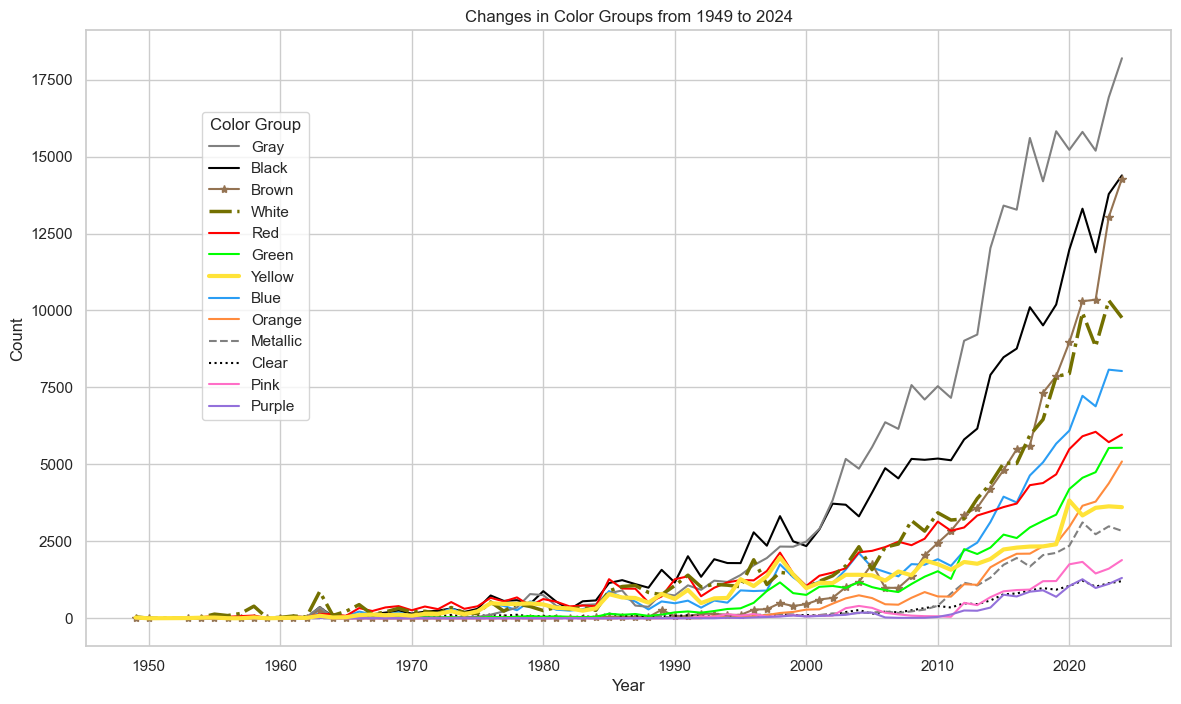 Changes in Color Groups from 1949 to 2024
17500
15000
12500
10000
7500
5000
2500
0
Count
Color Group
Gray
Black
Brown
White
Red
Green
Yellow
Blue
Orange
Metallic
Clear
Pink
Purple
1950 1960 1970 1980 1990 2000 2010 2020
Year